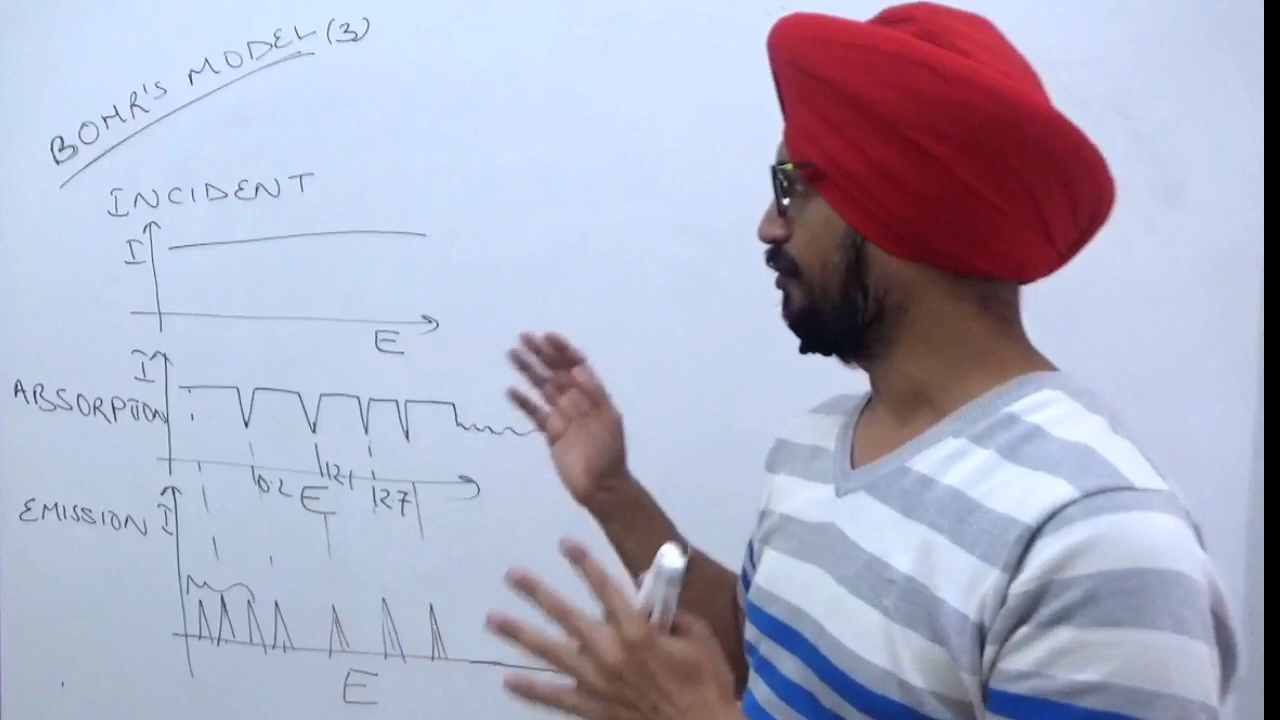 BOHR'S MODEL (3)
INCIDENT
I
E
I
ABSORPTION
10.2
12.1
12.7
E
EMISSION I
E